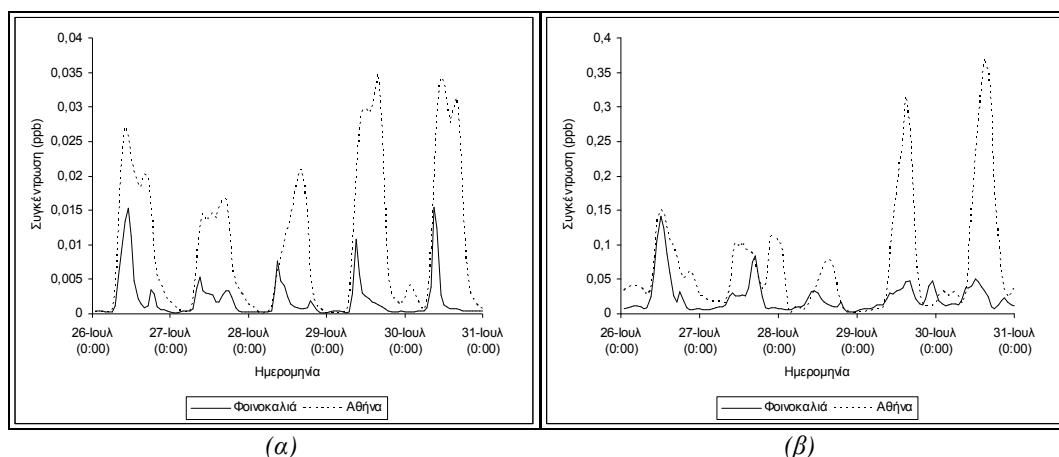 0,04
0,035
0,03
0,025
0,02
0,015
0,01
0,005
0
Συγκέντρωση (ppb)
26-Ιουλ 27-Ιουλ 28-Ιουλ 29-Ιουλ 30-Ιουλ 31-Ιουλ
(0:00) (0:00) (0:00) (0:00) (0:00) (0:00)
Ημερομηνία
Φοινοκαλιά Αθήνα
(α)
0,4
0,35
0,3
0,25
0,2
0,15
0,1
0,05
0
Συγκέντρωση (ppb)
26-Ιουλ 27-Ιουλ 28-Ιουλ 29-Ιουλ 30-Ιουλ 31-Ιουλ
(0:00) (0:00) (0:00) (0:00) (0:00) (0:00)
Ημερομηνία
Φοινοκαλιά Αθήνα
(β)